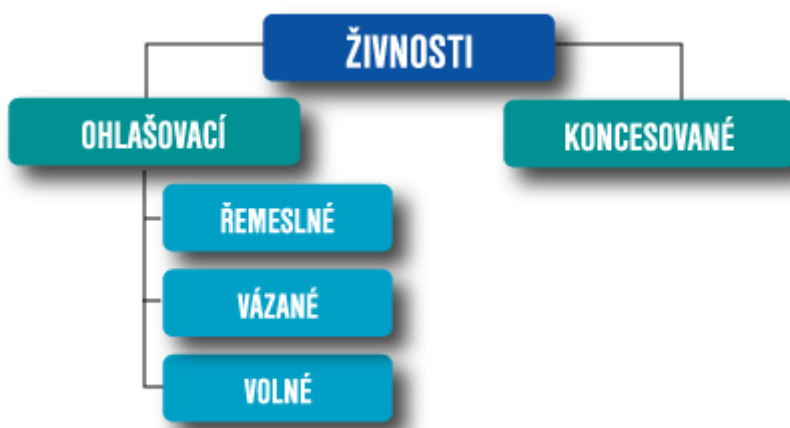 ŽIVNOSTI
OHLAŠOVACÍ
KONCESOVANÉ
ŘEMESLNÉ
VÁZANÉ
VOLNÉ